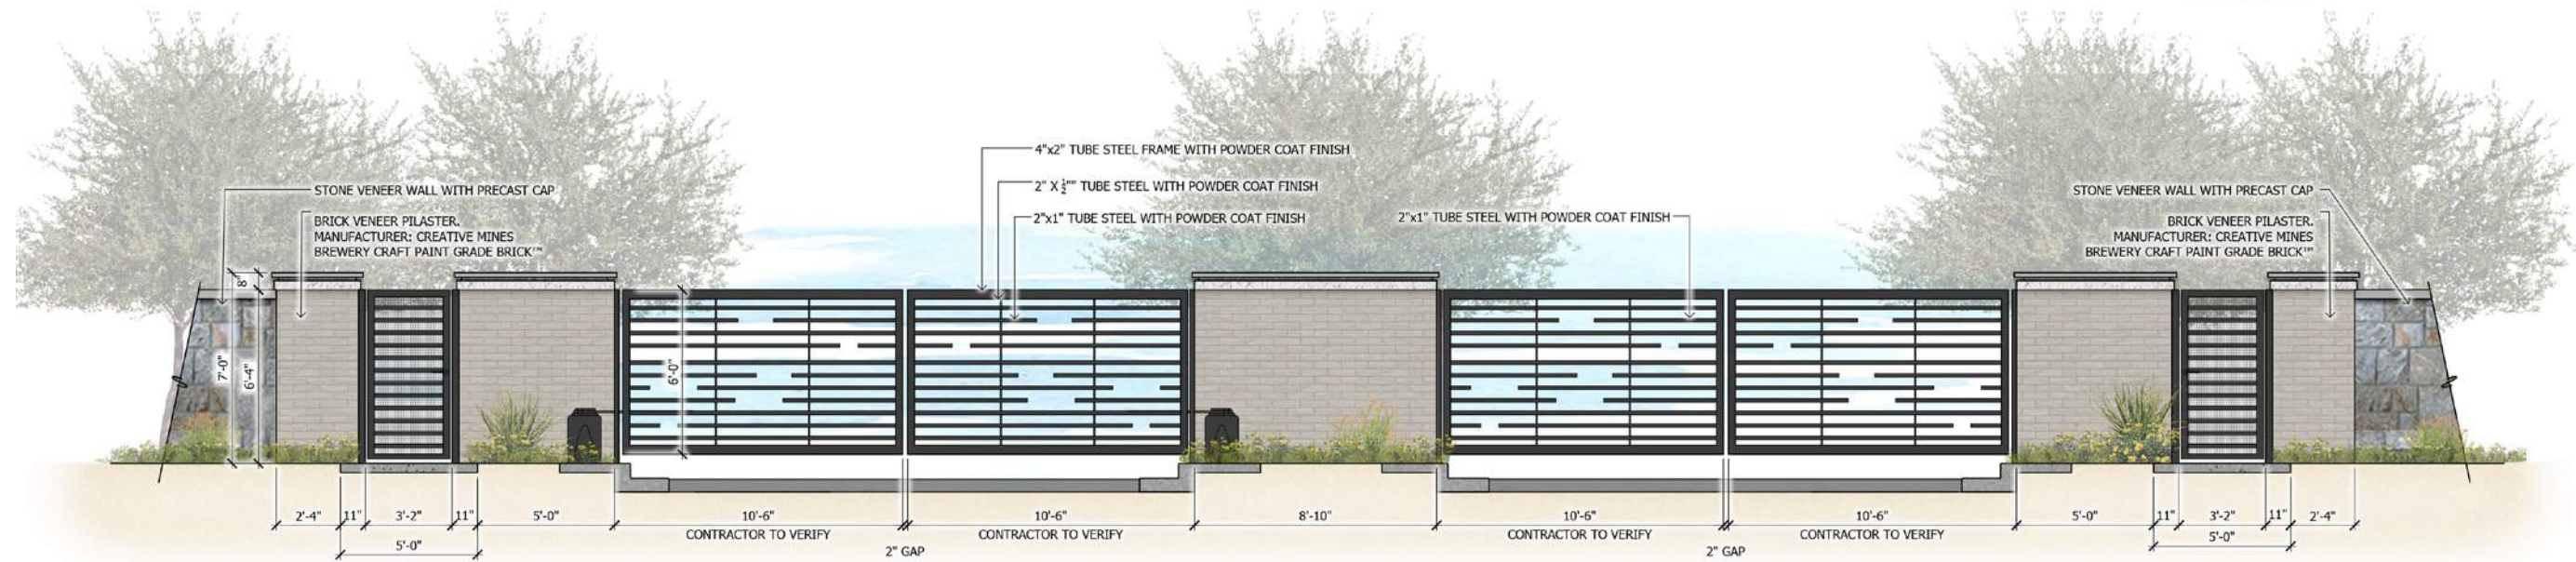 4"x2" TUBE STEEL FRAME WITH POWDER COAT FINISH
2" X ½"" TUBE STEEL WITH POWDER COAT FINISH
2"x1" TUBE STEEL WITH POWDER COAT FINISH
2"x1" TUBE STEEL WITH POWDER COAT FINISH
STONE VENEER WALL WITH PRECAST CAP
BRICK VENEER PILASTER.
MANUFACTURER: CREATIVE MINES
BREWERY CRAFT PAINT GRADE BRICK™
STONE VENEER WALL WITH PRECAST CAP
BRICK VENEER PILASTER.
MANUFACTURER: CREATIVE MINES
BREWERY CRAFT PAINT GRADE BRICK™
8"
7'-0"
6'-4"
6'-0"
2'-4"
11"
3'-2"
11"
5'-0"
10'-6"
10'-6"
8'-10"
10'-6"
10'-6"
5'-0"
11"
3'-2"
11"
2'-4"
CONTRACTOR TO VERIFY
CONTRACTOR TO VERIFY
CONTRACTOR TO VERIFY
CONTRACTOR TO VERIFY
5'-0"
2" GAP
2" GAP
5'-0"